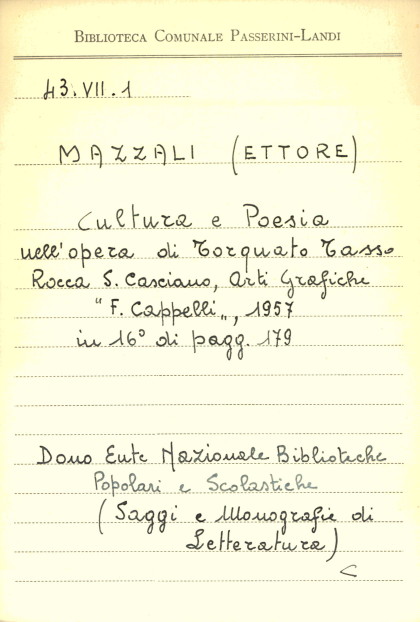 BIBLIOTECA COMUNALE PASSERINI-LANDI
43.VII.1
MAZZALI (ETTORE)
Cultura e Poesia
nell'opera di Torquato Tasso
Rocca S. Casciano, Arti Grafiche
"F. Cappelli„, 1957
in 16° di pagg. 179
Dono Ente Nazionale Biblioteche
Popolari e Scolastiche
(Saggi e Monografie di
Letteratura)
C